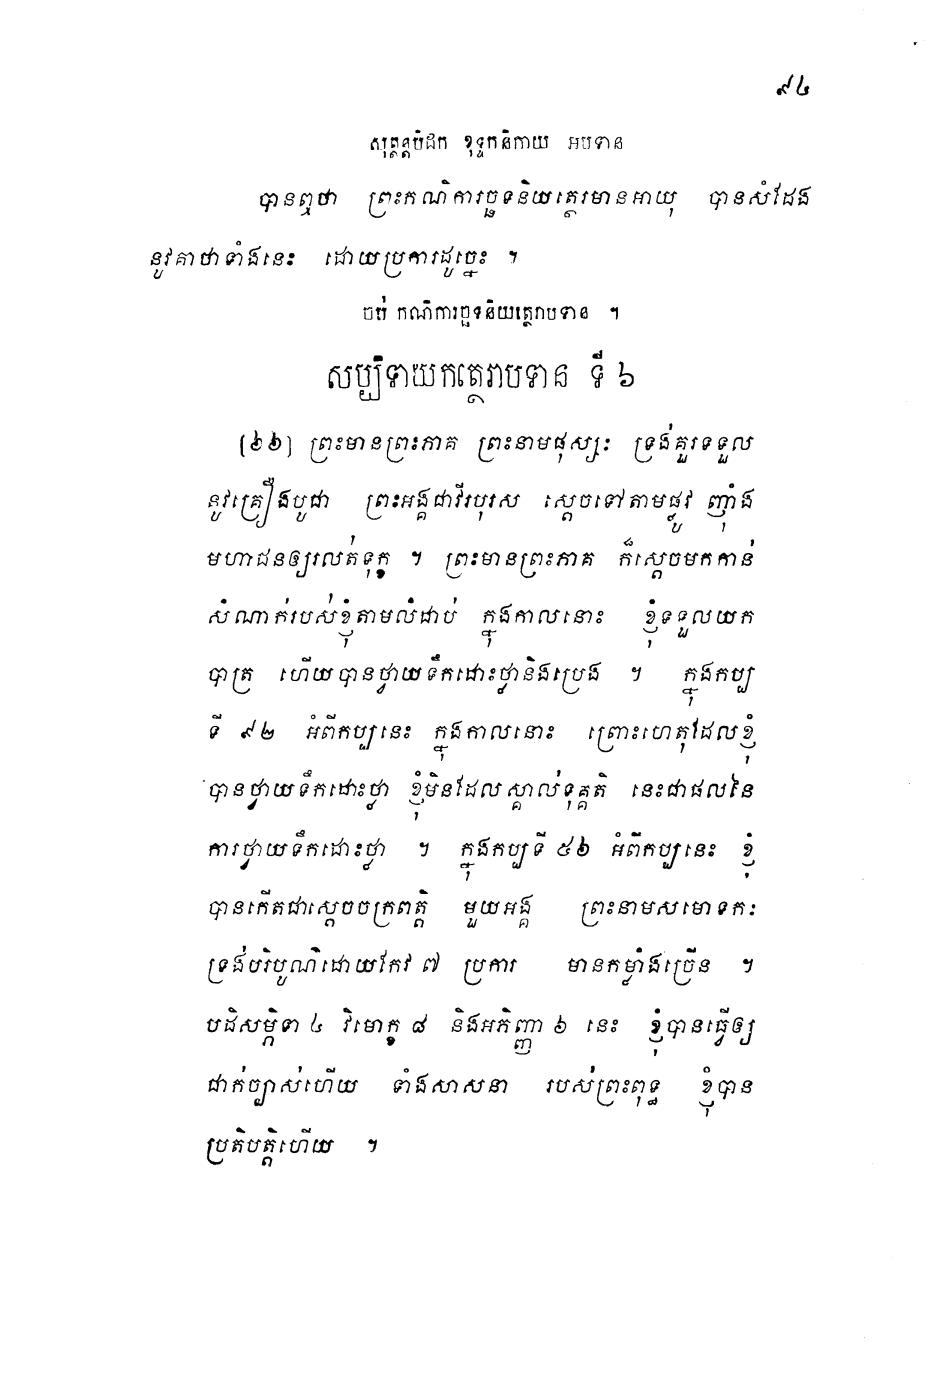 ៩៤
សុត្តន្តបិដក ខុទ្ទកនិកាយ អបទាន
បានឮថា ព្រះកណិការច្ឆទនិយត្ថេរមានអាយុ បានសំដែង
នូវគាថាទាំងនេះ ដោយប្រការដូច្នេះ ។
ចប់ កណិការច្ឆទនិយត្ថេរាបទាន ។
សប្បិទាយកត្ថេរាបទាន ទី ៦
[៦៦] ព្រះមានព្រះភាគ ព្រះនាមផុស្សៈ ទ្រង់គួរទទួល
នូវគ្រឿងបូជា ព្រះអង្គជាវីរបុរស ស្តេចទៅតាមផ្លូវ ញ៉ាំង
មហាជនឲ្យរលត់ទុក្ខ ។ ព្រះមានព្រះភាគ ក៏ស្តេចមកកាន់
សំណាក់របស់ខ្ញុំតាមលំដាប់ ក្នុងកាលនោះ ខ្ញុំទទួលយក
បាត្រ ហើយបានថ្វាយទឹកដោះថ្លានិងប្រេង ។ ក្នុងកប្ប
ទី ៩២ អំពីកប្បនេះ ក្នុងកាលនោះ ព្រោះហេតុដែលខ្ញុំ
បានថ្វាយទឹកដោះថ្លា ខ្ញុំមិនដែលស្គាល់ទុគ្គតិ នេះជាផលនៃ
ការថ្វាយទឹកដោះថ្លា ។ ក្នុងកប្បទី ៥៦ អំពីកប្បនេះ ខ្ញុំ
បានកើតជាស្តេចចក្រពត្តិ មួយអង្គ ព្រះនាមសមោទកៈ
ទ្រង់បរិបូណ៌ដោយកែវ ៧ ប្រការ មានកម្លាំងច្រើន ។
បដិសម្ភិទា ៤ វិមោក្ខ ៨ និងអភិញ្ញា ៦ នេះ ខ្ញុំបានធ្វើឲ្យ
ជាក់ច្បាស់ហើយ ទាំងសាសនា របស់ព្រះពុទ្ធ ខ្ញុំបាន
ប្រតិបត្តិហើយ ។